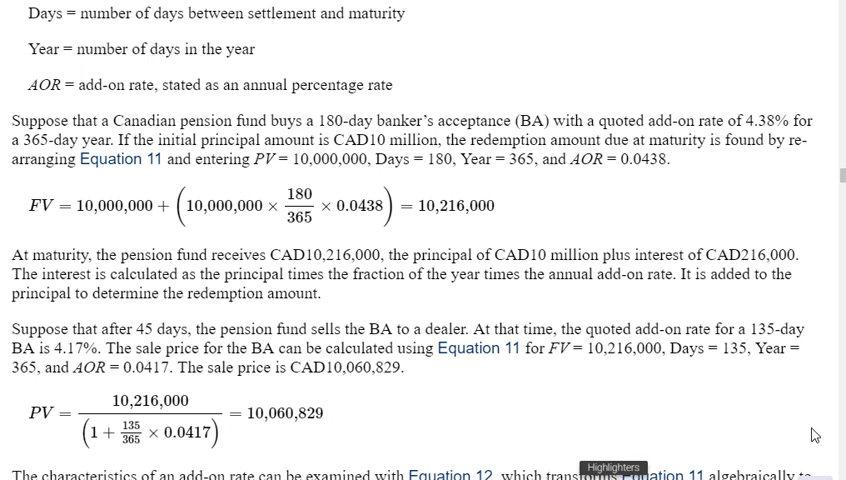 Days = number of days between settlement and maturity
Year = number of days in the year
AOR = add-on rate, stated as an annual percentage rate
Suppose that a Canadian pension fund buys a 180-day banker's acceptance (BA) with a quoted add-on rate of 4.38% for
a 365-day year. If the initial principal amount is CAD10 million, the redemption amount due at maturity is found by re-
arranging Equation 11 and entering PV = 10,000,000, Days = 180, Year = 365, and AOR = 0.0438.
FV = 10,000,000 + (10,000,000 × 180/365 × 0.0438) = 10,216,000
At maturity, the pension fund receives CAD10,216,000, the principal of CAD10 million plus interest of CAD216,000.
The interest is calculated as the principal times the fraction of the year times the annual add-on rate. It is added to the
principal to determine the redemption amount.
Suppose that after 45 days, the pension fund sells the BA to a dealer. At that time, the quoted add-on rate for a 135-day
BA is 4.17%. The sale price for the BA can be calculated using Equation 11 for FV = 10,216,000, Days = 135, Year =
365, and AOR = 0.0417. The sale price is CAD10,060,829.
PV = 10,216,000 / (1 + 135/365 × 0.0417) = 10,060,829
Highlighters
The characteristics of an add-on rate can be examined with Equation 12, which transforms Equation 11 algebraically to